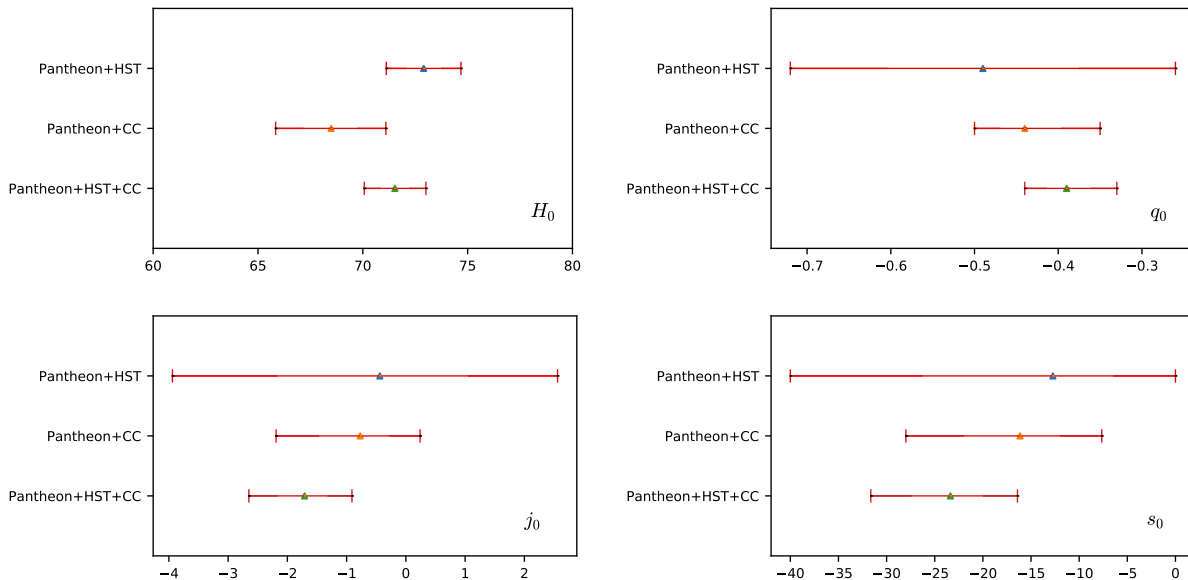 Pantheon+HST
Pantheon+CC
Pantheon+HST+CC
H₀
60 65 70 75 80
Pantheon+HST
Pantheon+CC
Pantheon+HST+CC
q₀
−0.7 −0.6 −0.5 −0.4 −0.3
Pantheon+HST
Pantheon+CC
Pantheon+HST+CC
j₀
−4 −3 −2 −1 0 1 2
Pantheon+HST
Pantheon+CC
Pantheon+HST+CC
s₀
−40 −35 −30 −25 −20 −15 −10 −5 0